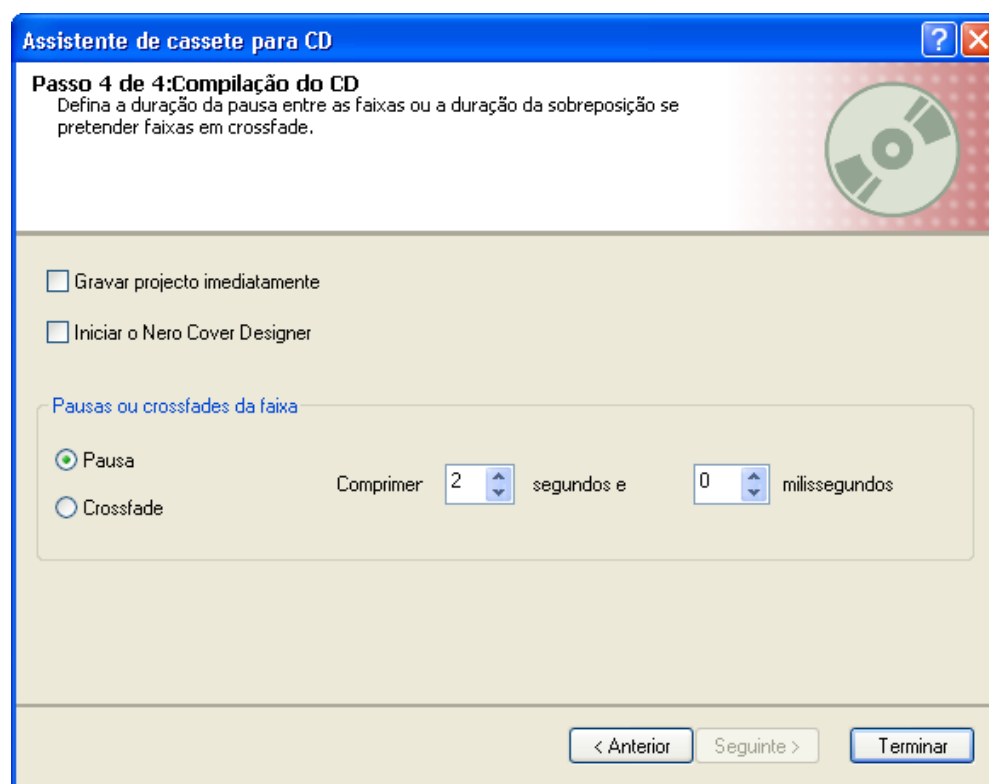 Assistente de cassete para CD
Passo 4 de 4:Compilação do CD
Defina a duração da pausa entre as faixas ou a duração da sobreposição se
pretender faixas em crossfade.
Gravar projecto imediatamente
Iniciar o Nero Cover Designer
Pausas ou crossfades da faixa
Pausa
Comprimer 2 segundos e 0 milissegundos
Crossfade
< Anterior Seguinte > Terminar